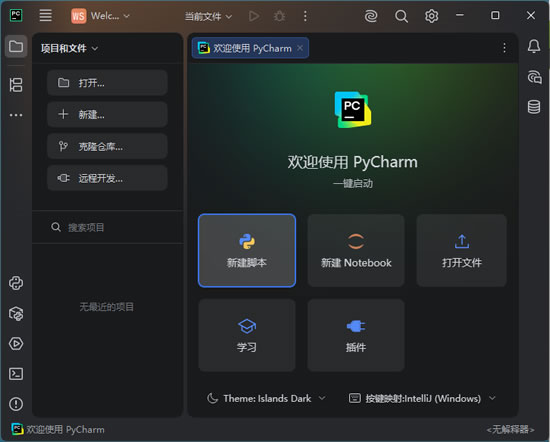 PC WS Welc... 当前文件
项目和文件
打开...
新建...
克隆仓库...
远程开发...
搜索项目
无最近的项目
欢迎使用 PyCharm
PC
欢迎使用 PyCharm
一键启动
新建脚本
新建 Notebook
打开文件
学习
插件
Theme: Islands Dark
按键映射:IntelliJ (Windows)
欢迎使用 PyCharm
<无解释器>